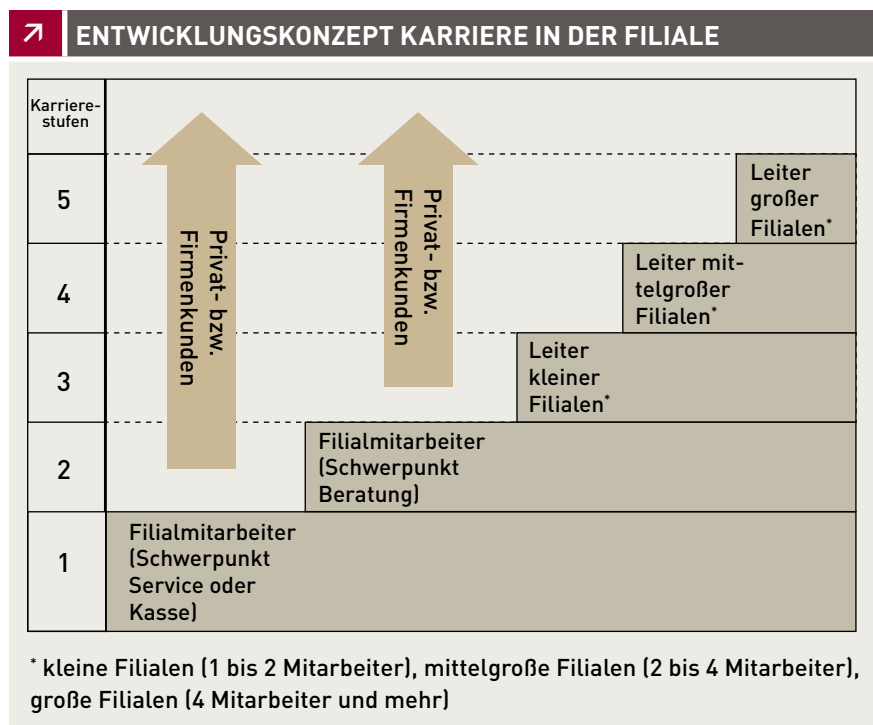 ENTWICKLUNGSKONZEPT KARRIERE IN DER FILIALE
Karriere-
stufen
5
4
3
2
1
Privat- bzw.
Firmenkunden
Privat- bzw.
Firmenkunden
Leiter
großer
Filialen*
Leiter mit-
telgroßer
Filialen*
Leiter
kleiner
Filialen*
Filialmitarbeiter
(Schwerpunkt
Beratung)
Filialmitarbeiter
(Schwerpunkt
Service oder
Kasse)
* kleine Filialen (1 bis 2 Mitarbeiter), mittelgroße Filialen (2 bis 4 Mitarbeiter),
große Filialen (4 Mitarbeiter und mehr)